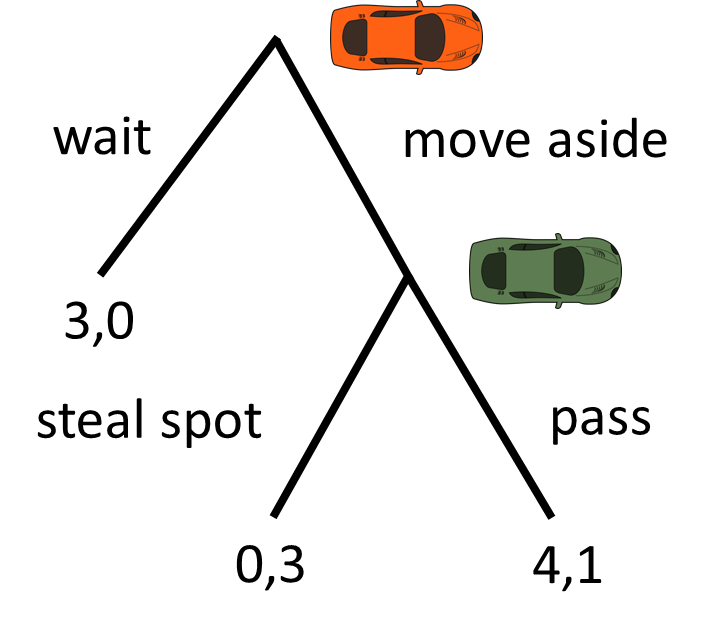 wait
move aside
3,0
steal spot
pass
0,3
4,1